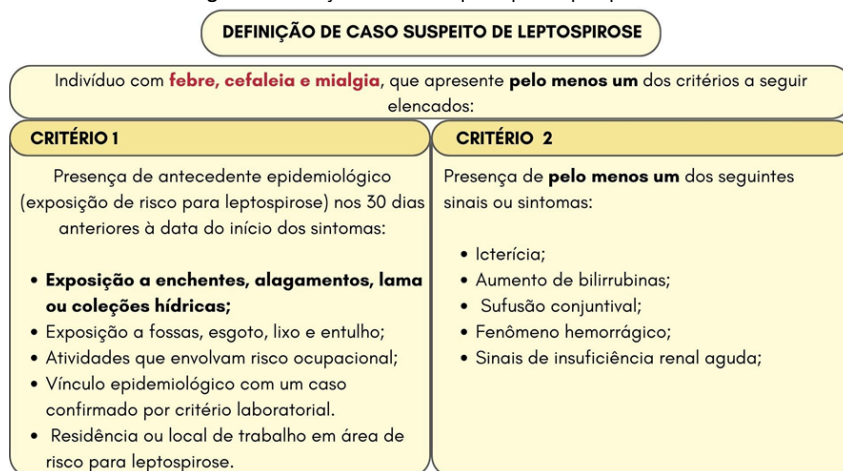 DEFINIÇÃO DE CASO SUSPEITO DE LEPTOSPIROSE
Indivíduo com febre, cefaleia e mialgia, que apresente pelo menos um dos critérios a seguir
elencados:
CRITÉRIO 1
Presença de antecedente epidemiológico
(exposição de risco para leptospirose) nos 30 dias
anteriores à data do início dos sintomas:
• Exposição a enchentes, alagamentos, lama
ou coleções hídricas;
• Exposição a fossas, esgoto, lixo e entulho;
• Atividades que envolvam risco ocupacional;
• Vínculo epidemiológico com um caso
confirmado por critério laboratorial.
• Residência ou local de trabalho em área de
risco para leptospirose.
CRITÉRIO 2
Presença de pelo menos um dos seguintes
sinais ou sintomas:
• Icterícia;
• Aumento de bilirrubinas;
• Sufusão conjuntival;
• Fenômeno hemorrágico;
• Sinais de insuficiência renal aguda;